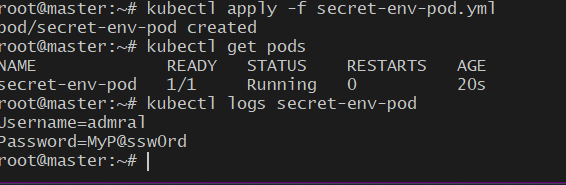 root@master:~# kubectl apply -f secret-env-pod.yml
pod/secret-env-pod created
root@master:~# kubectl get pods
NAME READY STATUS RESTARTS AGE
secret-env-pod 1/1 Running 0 20s
root@master:~# kubectl logs secret-env-pod
Username=admral
Password=MyP@ssw0rd
root@master:~#